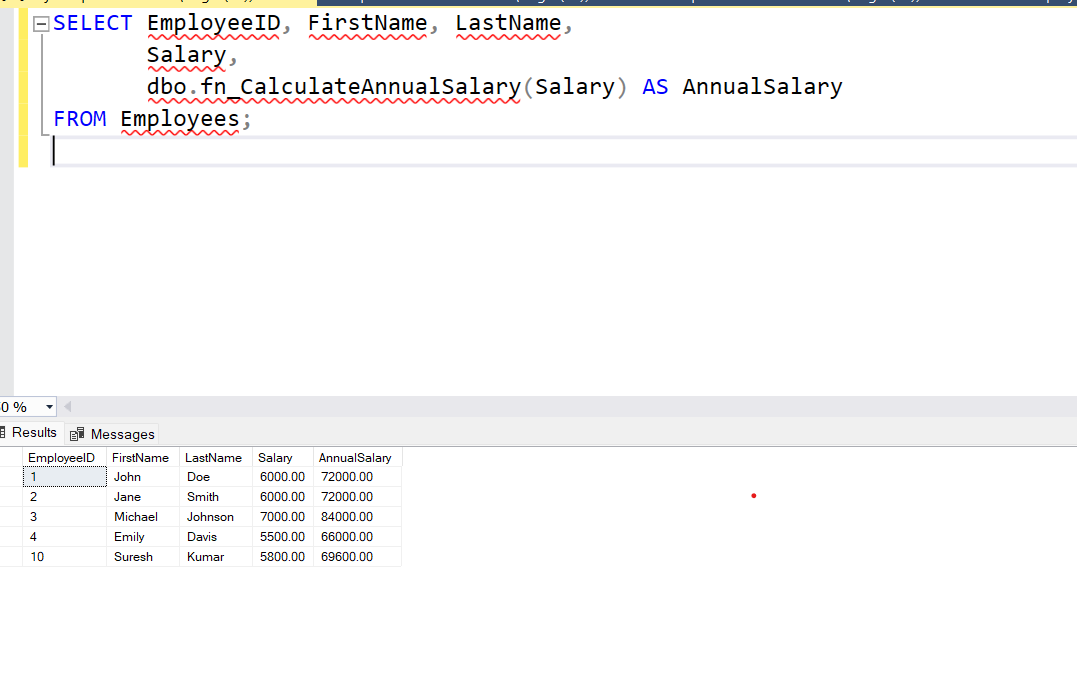 SELECT EmployeeID, FirstName, LastName,
Salary,
dbo.fn_CalculateAnnualSalary(Salary) AS AnnualSalary
FROM Employees;
0 %
Results Messages
EmployeeID FirstName LastName Salary AnnualSalary
1 John Doe 6000.00 72000.00
2 Jane Smith 6000.00 72000.00
3 Michael Johnson 7000.00 84000.00
4 Emily Davis 5500.00 66000.00
10 Suresh Kumar 5800.00 69600.00